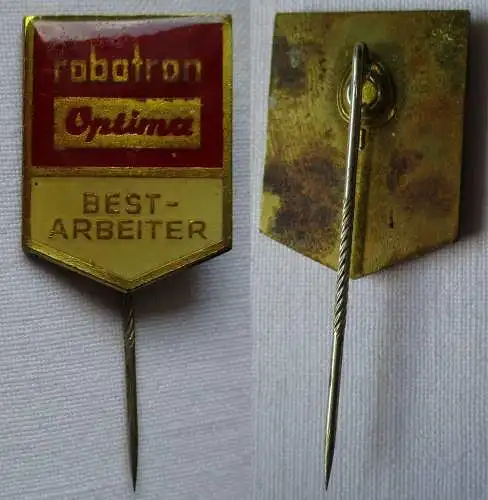 robotron
Optima
BEST-
ARBEITER